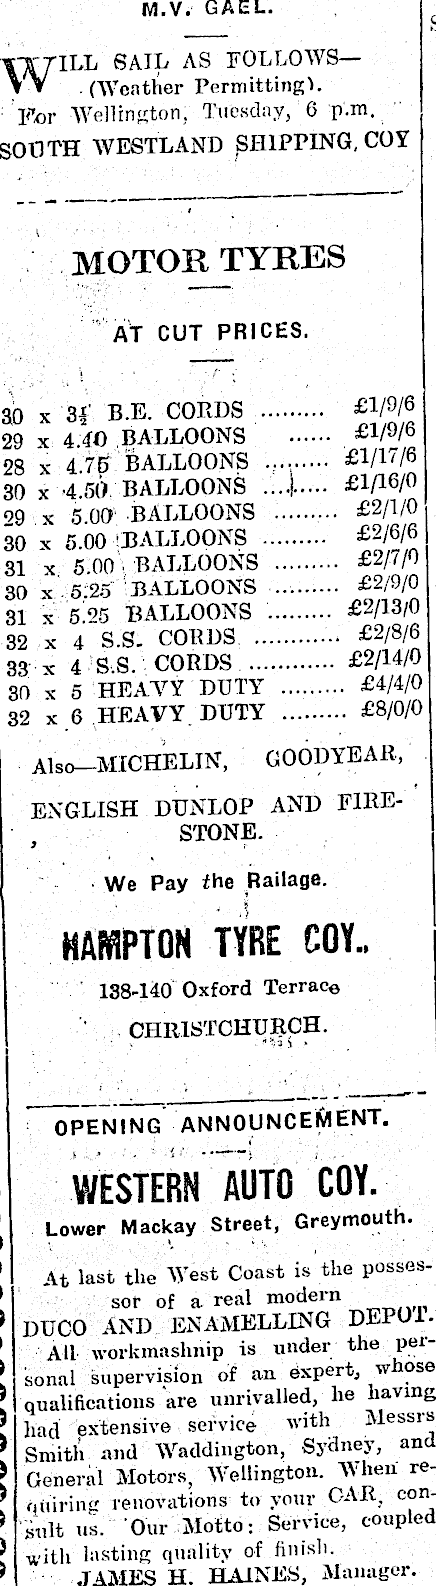 M.V. GAEL.
WILL SAIL AS FOLLOWS—
(Weather Permitting).
For Wellington, Tuesday, 6 p.m.
SOUTH WESTLAND SHIPPING, COY
MOTOR TYRES
AT CUT PRICES.
30 x 3½ B.E. CORDS ......... £1/9/6
29 x 4.40 BALLOONS ...... £1/9/6
28 x 4.75 BALLOONS ......... £1/17/6
30 x 4.50 BALLOONS ......... £1/16/0
29 x 5.00 BALLOONS ......... £2/1/0
30 x 5.00 BALLOONS ......... £2/6/6
31 x 5.00 BALLOONS ......... £2/7/0
30 x 5.25 BALLOONS ......... £2/9/0
31 x 5.25 BALLOONS ......... £2/13/0
32 x 4 S.S. CORDS ............ £2/8/6
33 x 4 S.S. CORDS ............ £2/14/0
30 x 5 HEAVY DUTY ......... £4/4/0
32 x 6 HEAVY DUTY ......... £8/0/0
Also—MICHELIN, GOODYEAR,
ENGLISH DUNLOP AND FIRE-
STONE.
We Pay the Railage.
HAMPTON TYRE COY.,
138-140 Oxford Terrace
CHRISTCHURCH.
OPENING ANNOUNCEMENT.
WESTERN AUTO COY.
Lower Mackay Street, Greymouth.
At last the West Coast is the posses-
sor of a real modern
DUCO AND ENAMELLING DEPOT.
All workmashnip is under the per-
sonal supervision of an expert, whose
qualifications are unrivalled, he having
had extensive service with Messrs
Smith and Waddington, Sydney, and
General Motors, Wellington. When re-
quiring renovations to your CAR, con-
sult us. Our Motto: Service, coupled
with lasting quality of finish.
JAMES H. HAINES, Manager.